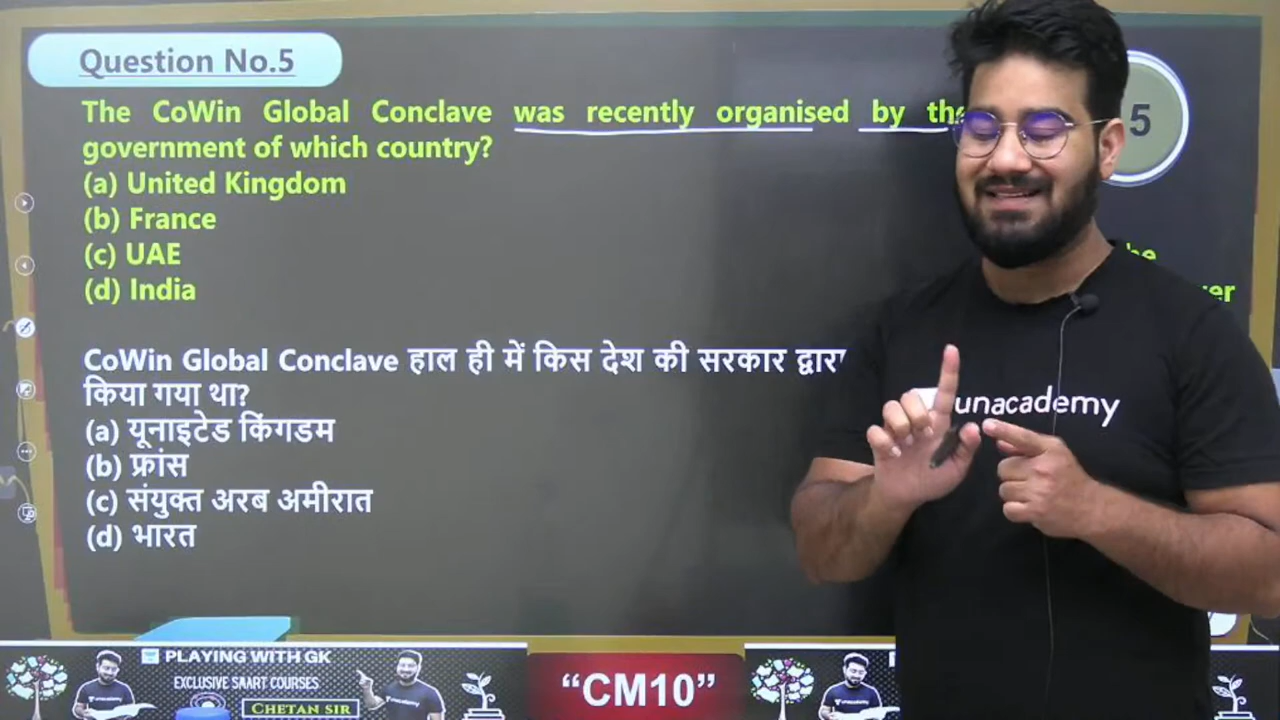 Question No.5
The CoWin Global Conclave was recently organised by the
government of which country?
(a) United Kingdom
(b) France
(c) UAE
(d) India
CoWin Global Conclave हाल ही में किस देश की सरकार द्वारा
किया गया था?
(a) यूनाइटेड किंगडम
(b) फ्रांस
(c) संयुक्त अरब अमीरात
(d) भारत
5
unacademy
PLAYING WITH GK
EXCLUSIVE SAART COURSES
CHETAN SIR
unacademy
"CM10"